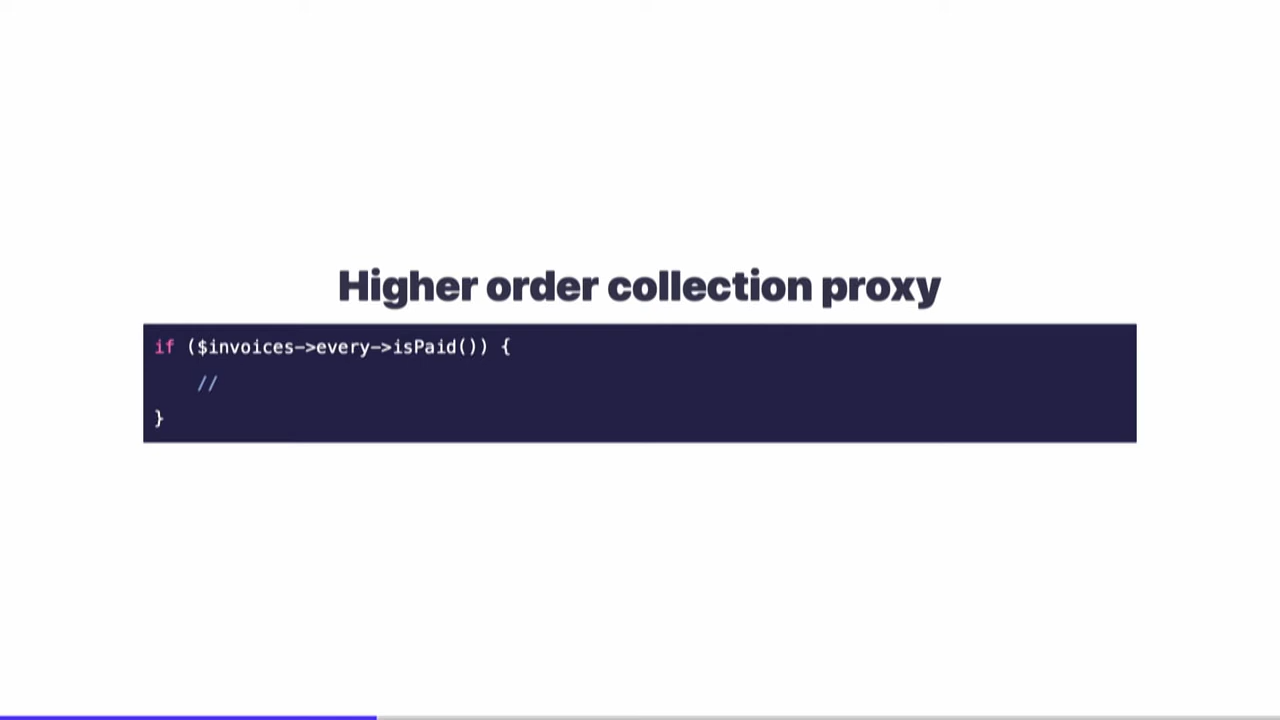 Higher order collection proxy
if ($invoices->every->isPaid()) {
    //
}